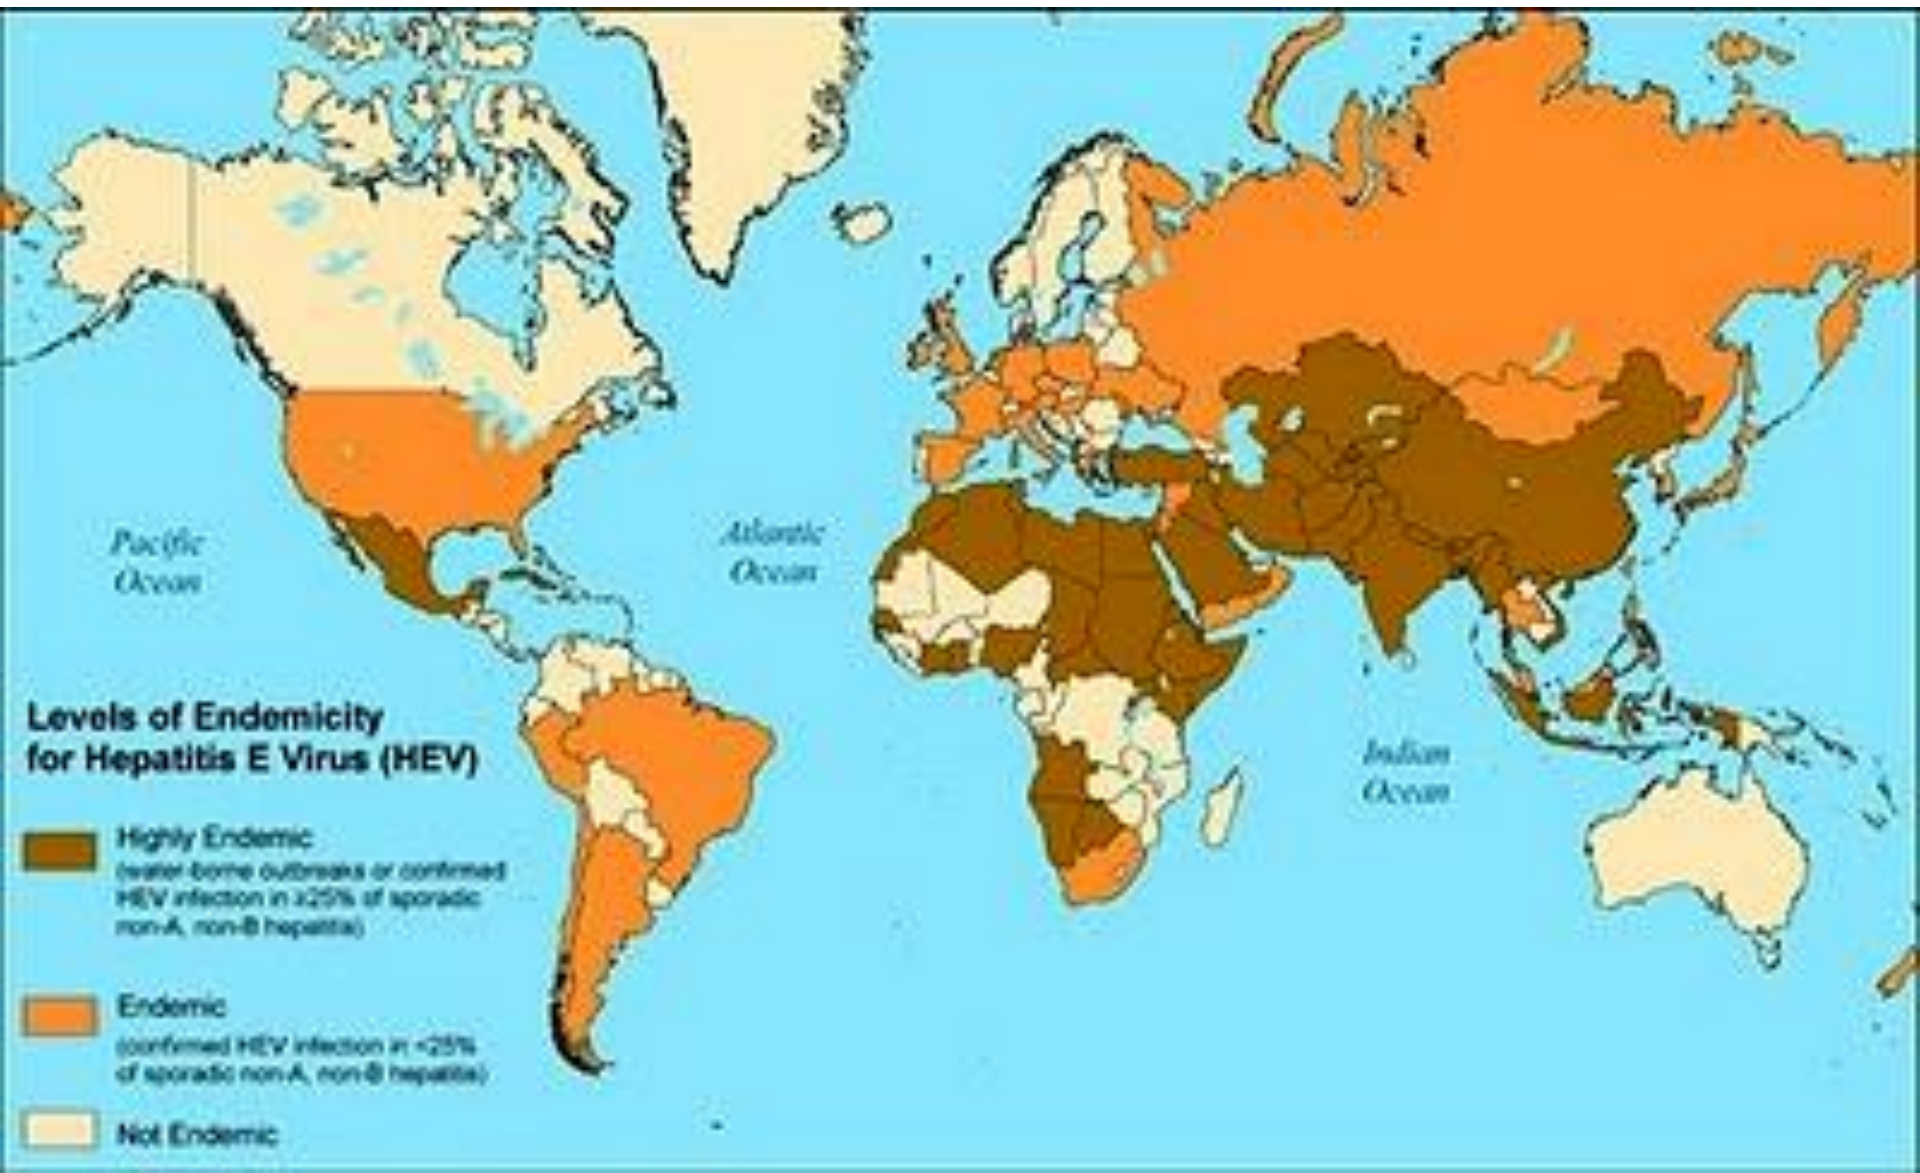 Pacific
Ocean
Atlantic
Ocean
Indian
Ocean
Levels of Endemicity
for Hepatitis E Virus (HEV)
Highly Endemic
(water-borne outbreaks or confirmed
HEV infection in ≥25% of sporadic
non-A, non-B hepatitis)
Endemic
(confirmed HEV infection in <25%
of sporadic non-A, non-B hepatitis)
Not Endemic